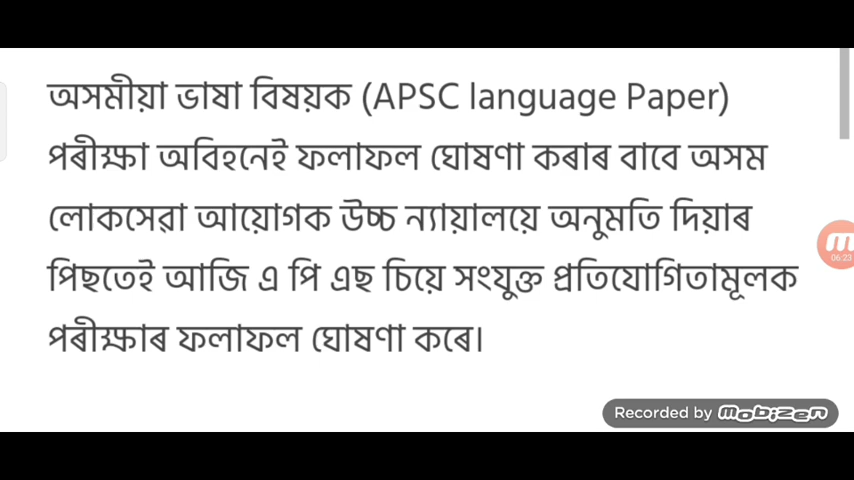 অসমীয়া ভাষা বিষয়ক (APSC language Paper)
পৰীক্ষা অবিহনেই ফলাফল ঘোষণা কৰাৰ বাবে অসম
লোকসেৱা আয়োগক উচ্চ ন্যায়ালয়ে অনুমতি দিয়াৰ
পিছতেই আজি এ পি এছ চিয়ে সংযুক্ত প্ৰতিযোগিতামূলক
পৰীক্ষাৰ ফলাফল ঘোষণা কৰে।
06:23
Recorded by Mobizen